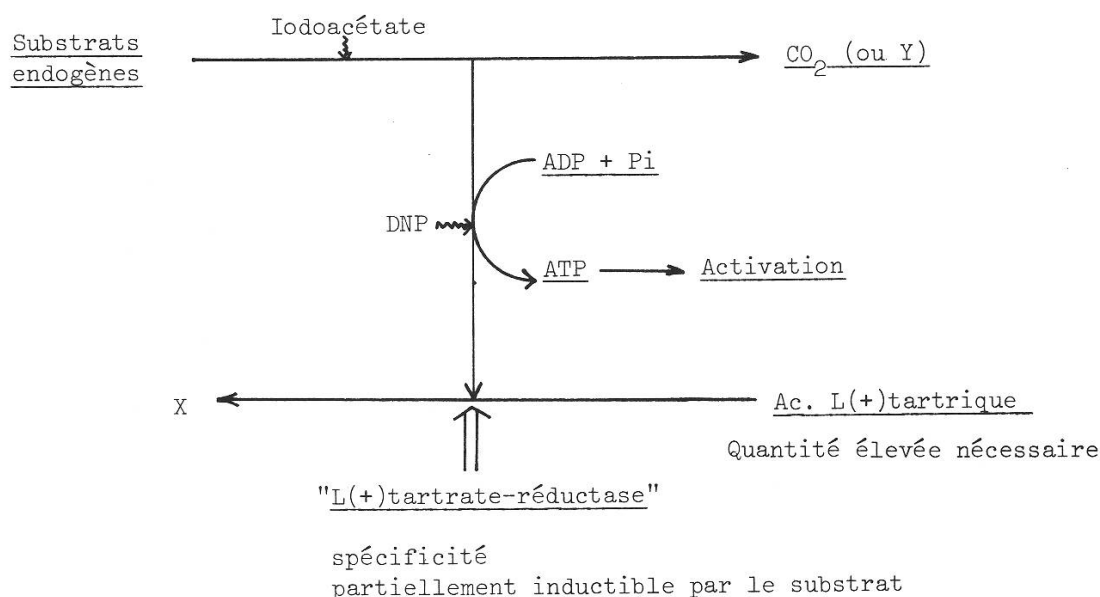 Iodoacétate
Substrats
endogènes
CO2 (ou Y)
ADP + Pi
DNP
ATP
Activation
X
Ac. L(+)tartrique
Quantité élevée nécessaire
"L(+)tartrate-réductase"
spécificité
partiellement inductible par le substrat